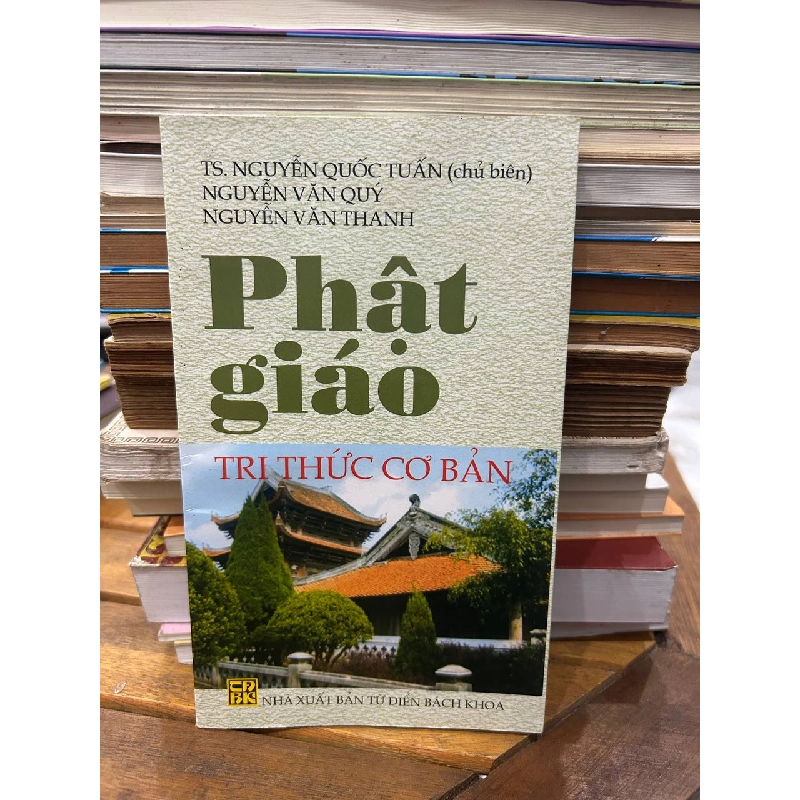 TS. NGUYỄN QUỐC TUẤN (chủ biên)
NGUYỄN VĂN QUÝ
NGUYỄN VĂN THANH
Phật
giáo
TRI THỨC CƠ BẢN
NHÀ XUẤT BẢN TỪ ĐIỂN BÁCH KHOA